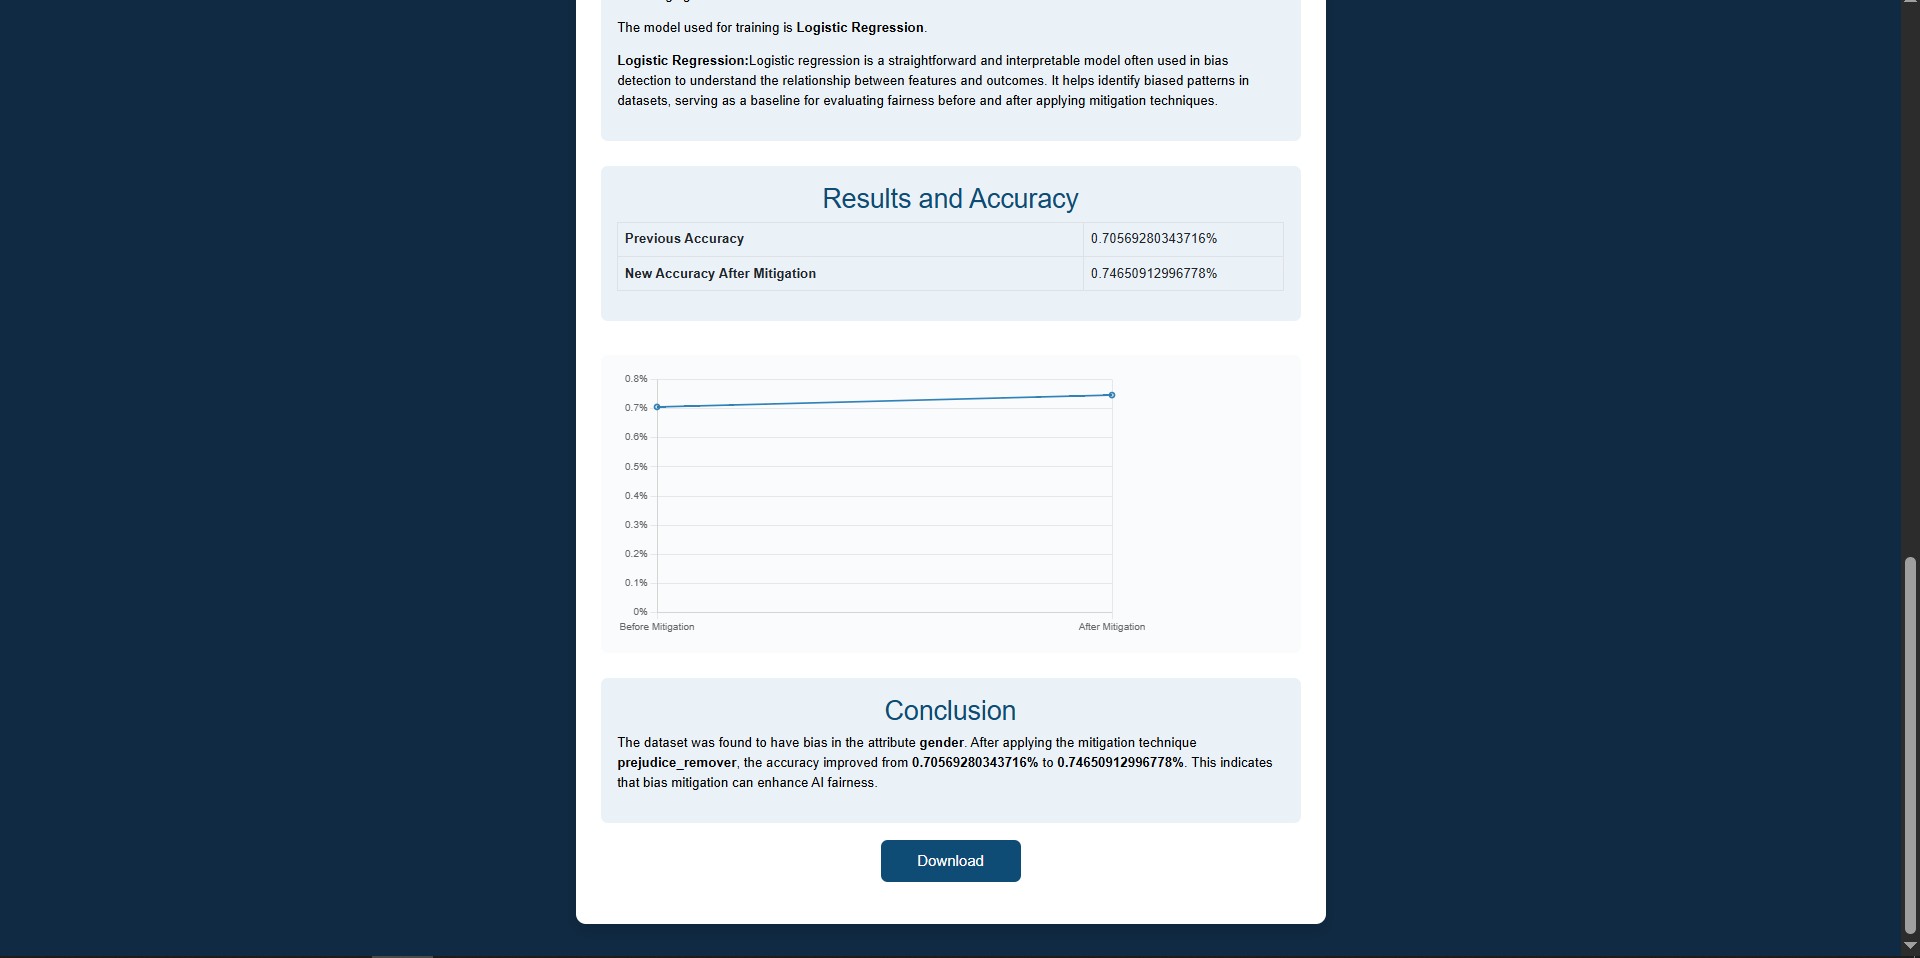 The model used for training is Logistic Regression.
Logistic Regression:Logistic regression is a straightforward and interpretable model often used in bias
detection to understand the relationship between features and outcomes. It helps identify biased patterns in
datasets, serving as a baseline for evaluating fairness before and after applying mitigation techniques.
Results and Accuracy
Previous Accuracy 0.70569280343716%
New Accuracy After Mitigation 0.74650912996778%
0.8%
0.7%
0.6%
0.5%
0.4%
0.3%
0.2%
0.1%
0%
Before Mitigation After Mitigation
Conclusion
The dataset was found to have bias in the attribute gender. After applying the mitigation technique
prejudice_remover, the accuracy improved from 0.70569280343716% to 0.74650912996778%. This indicates
that bias mitigation can enhance AI fairness.
Download